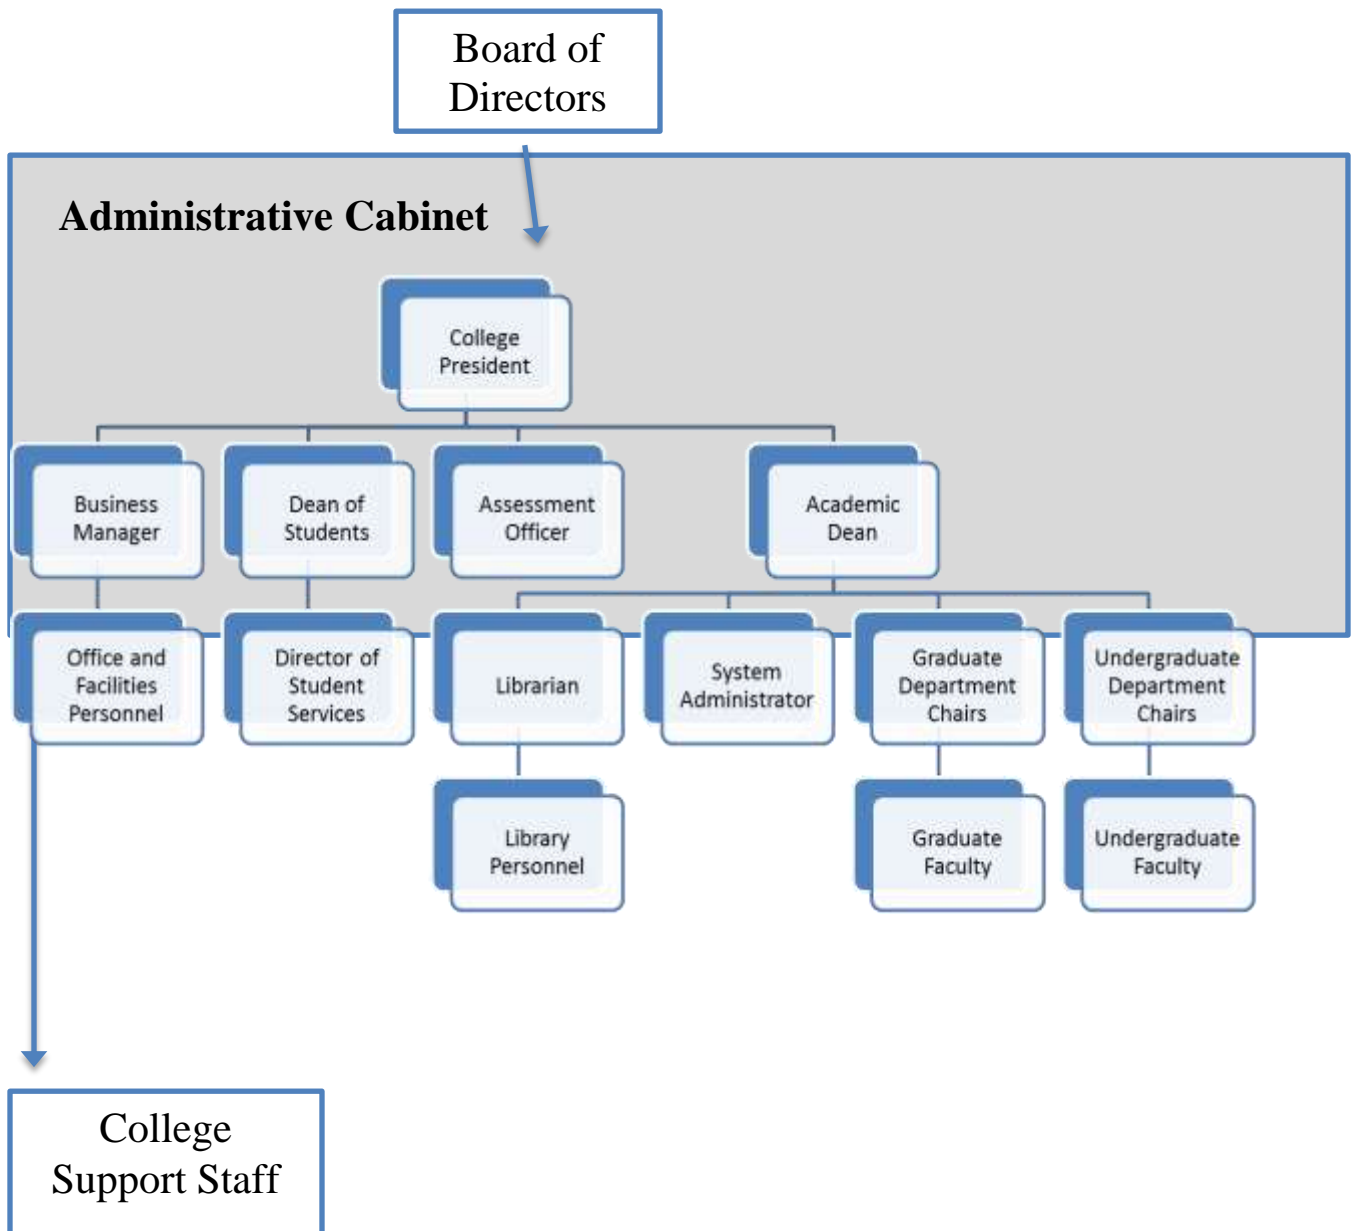 Board of
Directors
Administrative Cabinet
College
President
Business
Manager
Dean of
Students
Assessment
Officer
Academic
Dean
Office and
Facilities
Personnel
Director of
Student
Services
Librarian
System
Administrator
Graduate
Department
Chairs
Undergraduate
Department
Chairs
Library
Personnel
Graduate
Faculty
Undergraduate
Faculty
College
Support Staff